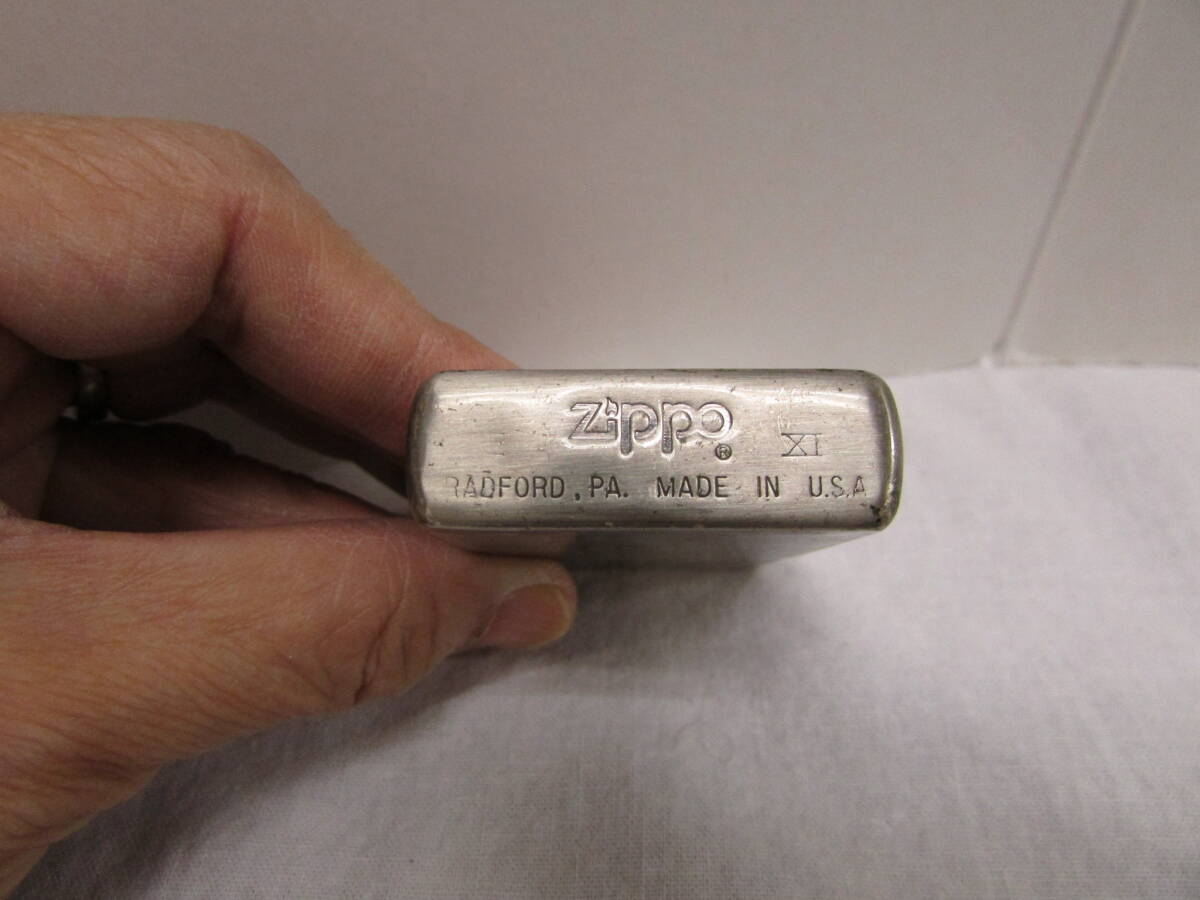 Zippo® XI
RADFORD, PA. MADE IN U.S.A